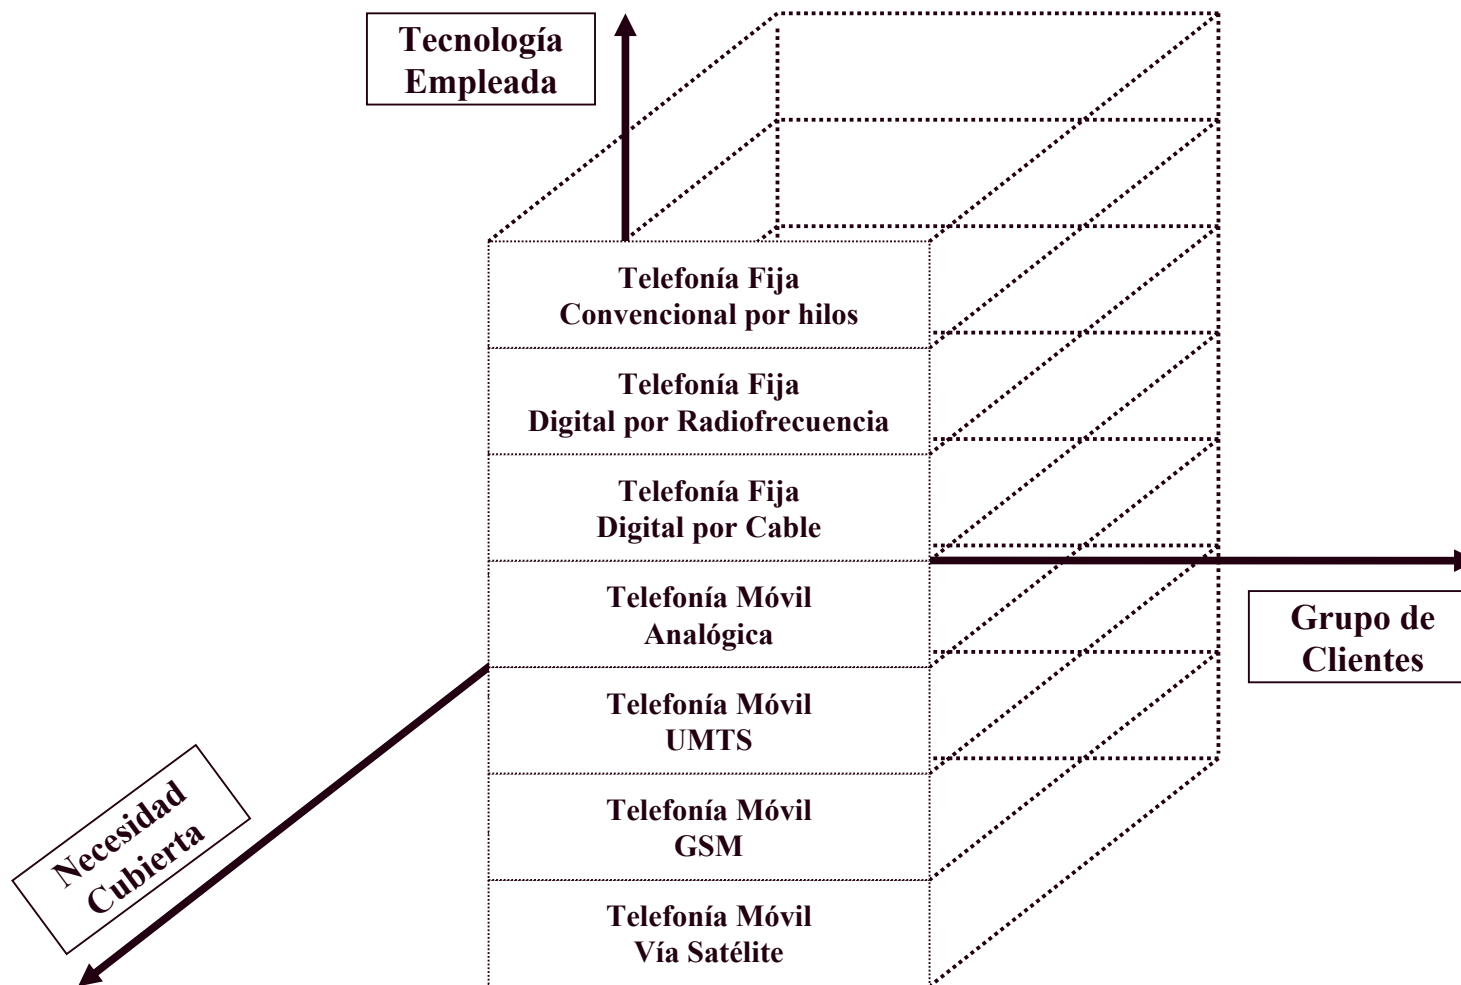 Tecnología
Empleada
Telefonía Fija
Convencional por hilos
Telefonía Fija
Digital por Radiofrecuencia
Telefonía Fija
Digital por Cable
Telefonía Móvil
Analógica
Grupo de
Clientes
Telefonía Móvil
UMTS
Necesidad
Cubierta
Telefonía Móvil
GSM
Telefonía Móvil
Vía Satélite